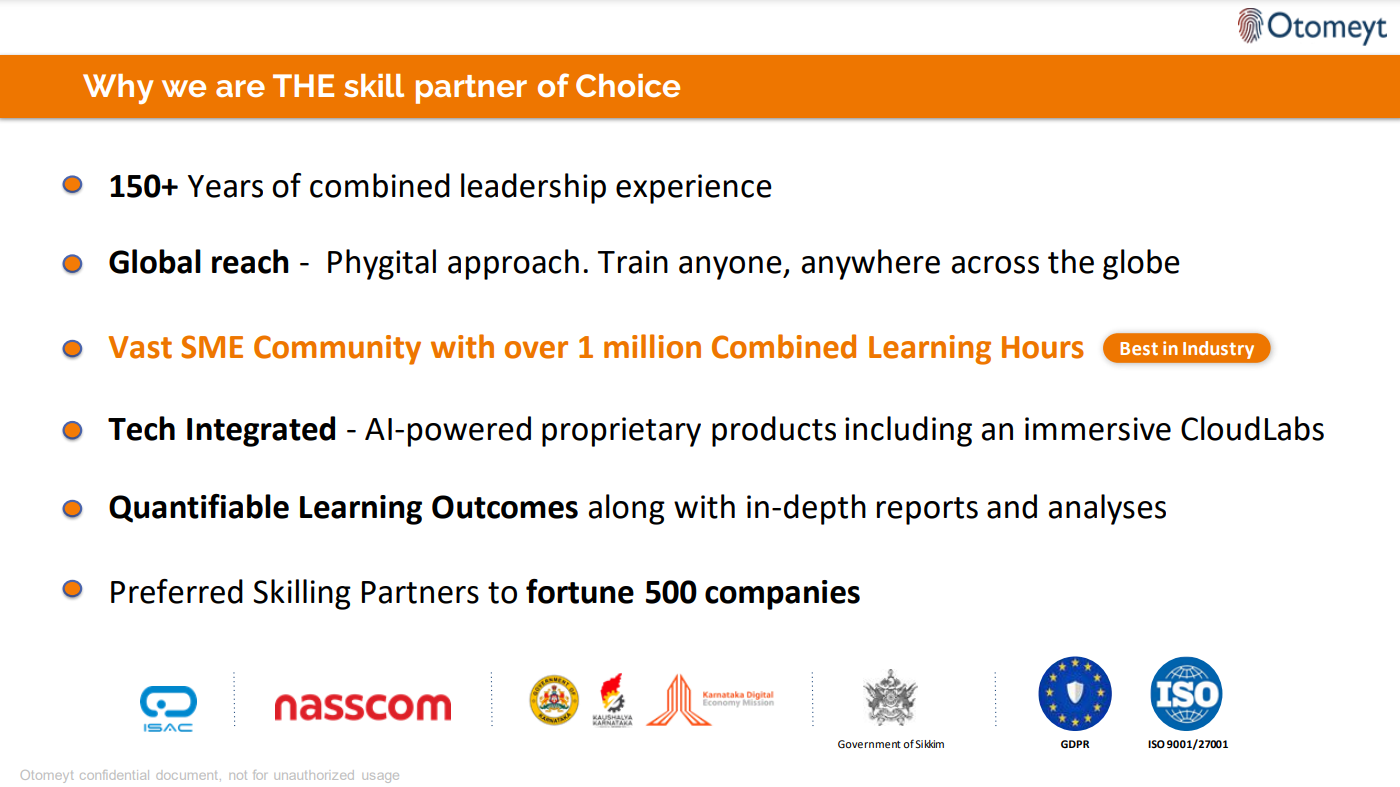 Otomeyt
Why we are THE skill partner of Choice
150+ Years of combined leadership experience
Global reach - Phygital approach. Train anyone, anywhere across the globe
Vast SME Community with over 1 million Combined Learning Hours Best in Industry
Tech Integrated - AI-powered proprietary products including an immersive CloudLabs
Quantifiable Learning Outcomes along with in-depth reports and analyses
Preferred Skilling Partners to fortune 500 companies
ISAC
nasscom
GOVERNMENT OF
KARNATAKA
KAUSHALYA
KARNATAKA
Karnataka Digital
Economy Mission
Government of Sikkim
GDPR
ISO
ISO 9001/27001
Otomeyt confidential document, not for unauthorized usage